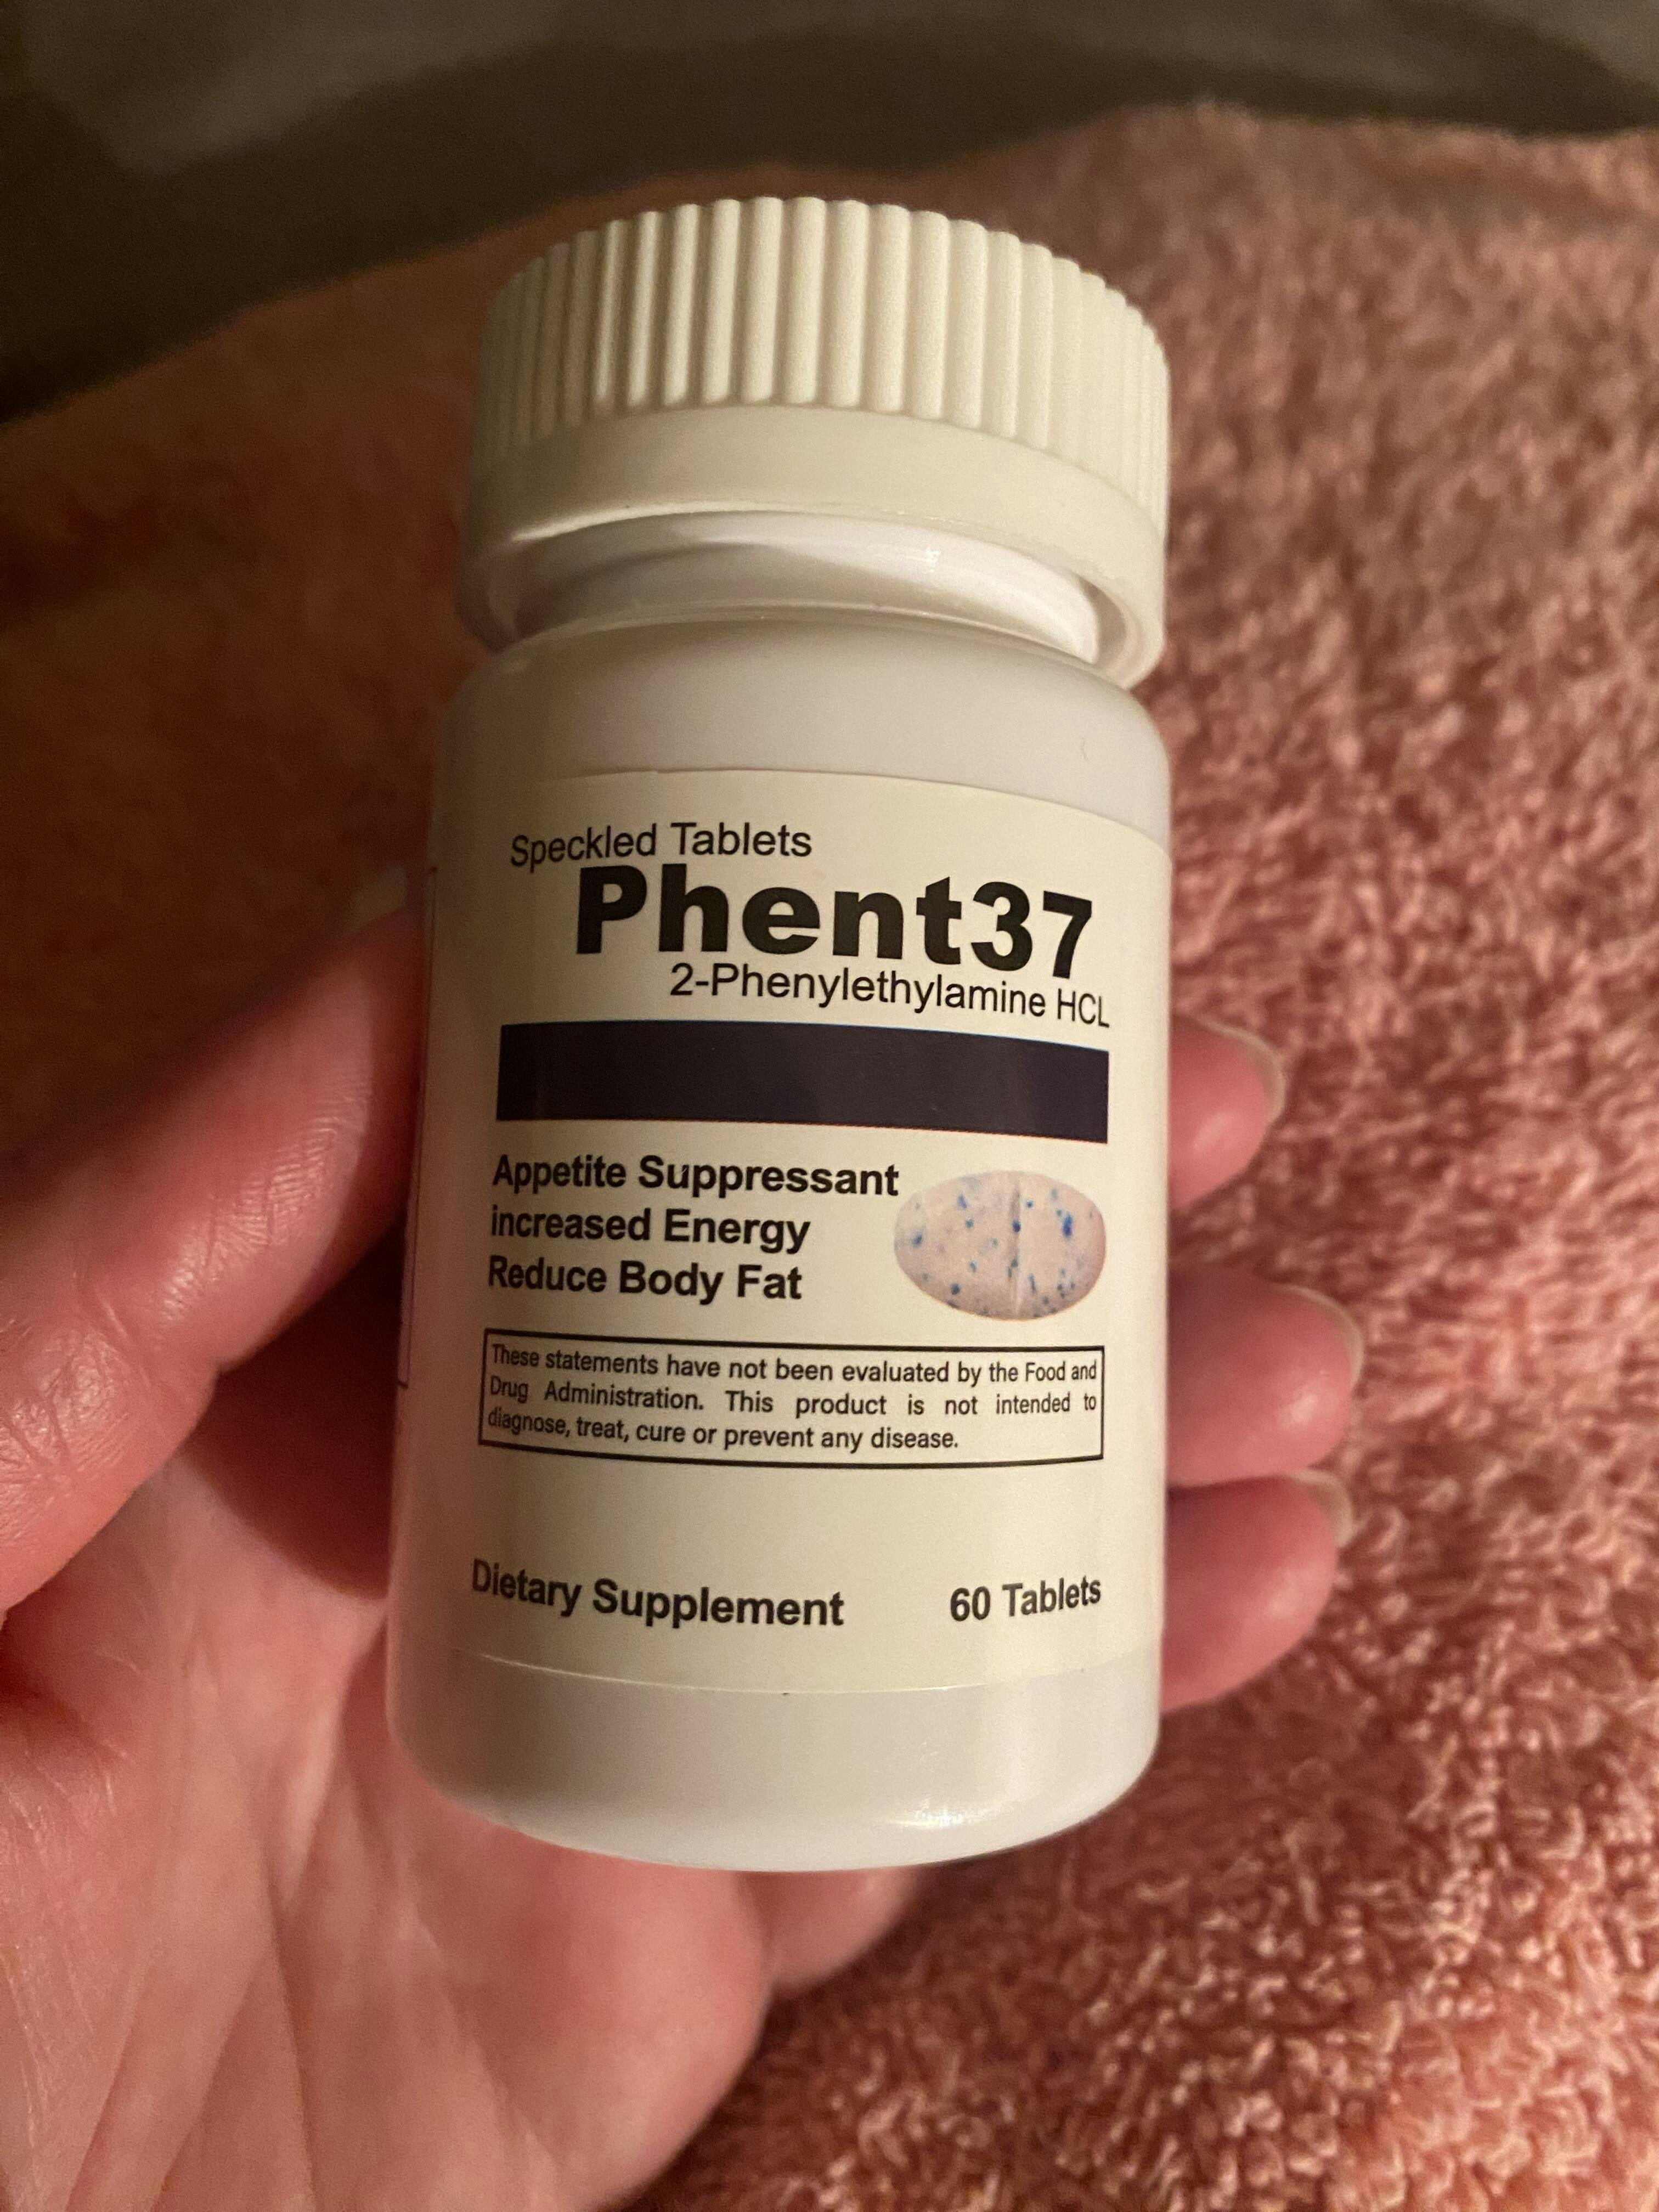 Speckled Tablets
Phent37
2-Phenylethylamine HCL
Appetite Suppressant
increased Energy
Reduce Body Fat
These statements have not been evaluated by the Food and
Drug Administration. This product is not intended to
diagnose, treat, cure or prevent any disease.
Dietary Supplement 60 Tablets